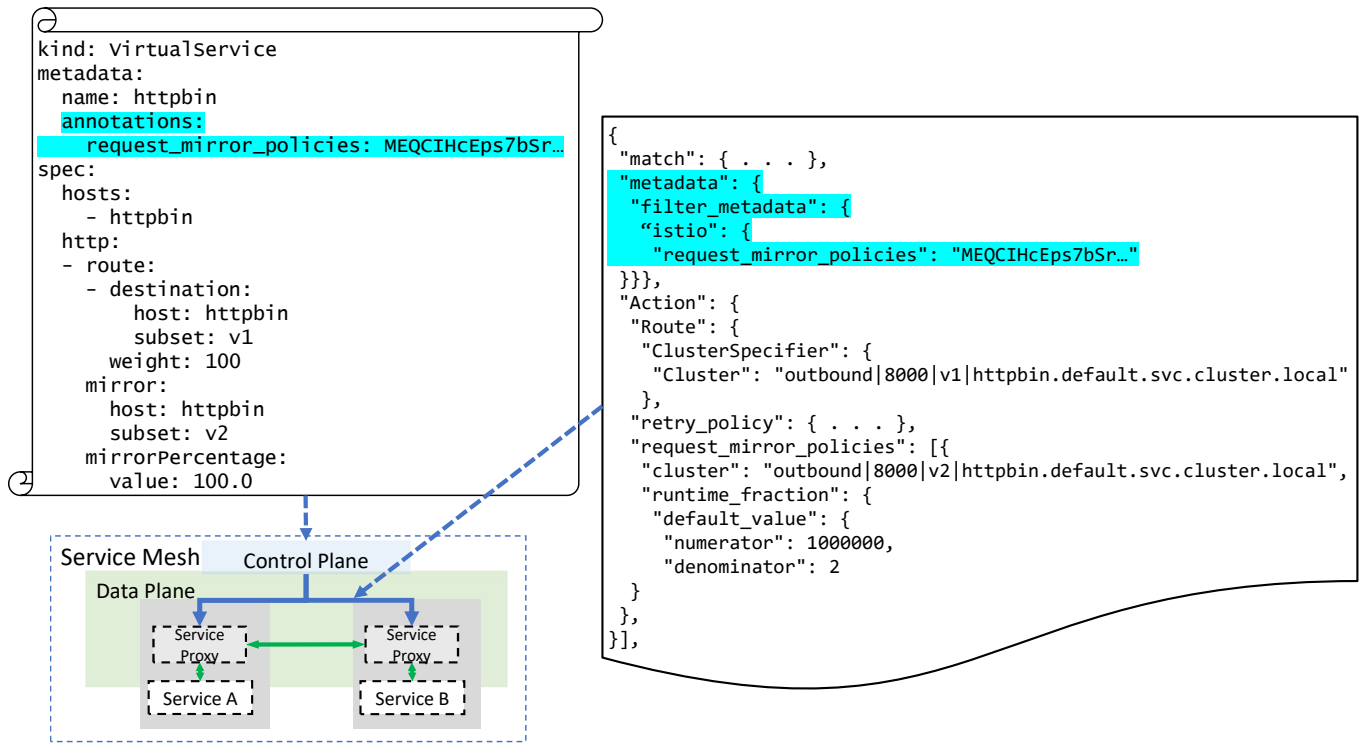 kind: VirtualService
metadata:
  name: httpbin
  annotations:
    request_mirror_policies: MEQCIHcEps7bSr…
spec:
  hosts:
    - httpbin
  http:
  - route:
    - destination:
        host: httpbin
        subset: v1
      weight: 100
    mirror:
      host: httpbin
      subset: v2
    mirrorPercentage:
      value: 100.0
{
 "match": { . . . },
 "metadata": {
  "filter_metadata": {
   “istio": {
    "request_mirror_policies": "MEQCIHcEps7bSr…"
 }}},
 "Action": {
  "Route": {
   "ClusterSpecifier": {
    "Cluster": "outbound|8000|v1|httpbin.default.svc.cluster.local"
   },
  "retry_policy": { . . . },
  "request_mirror_policies": [{
   "cluster": "outbound|8000|v2|httpbin.default.svc.cluster.local",
   "runtime_fraction": {
    "default_value": {
     "numerator": 1000000,
     "denominator": 2
  }
 },
}],
Service Mesh
Control Plane
Data Plane
Service
Proxy
Service
Proxy
Service A
Service B